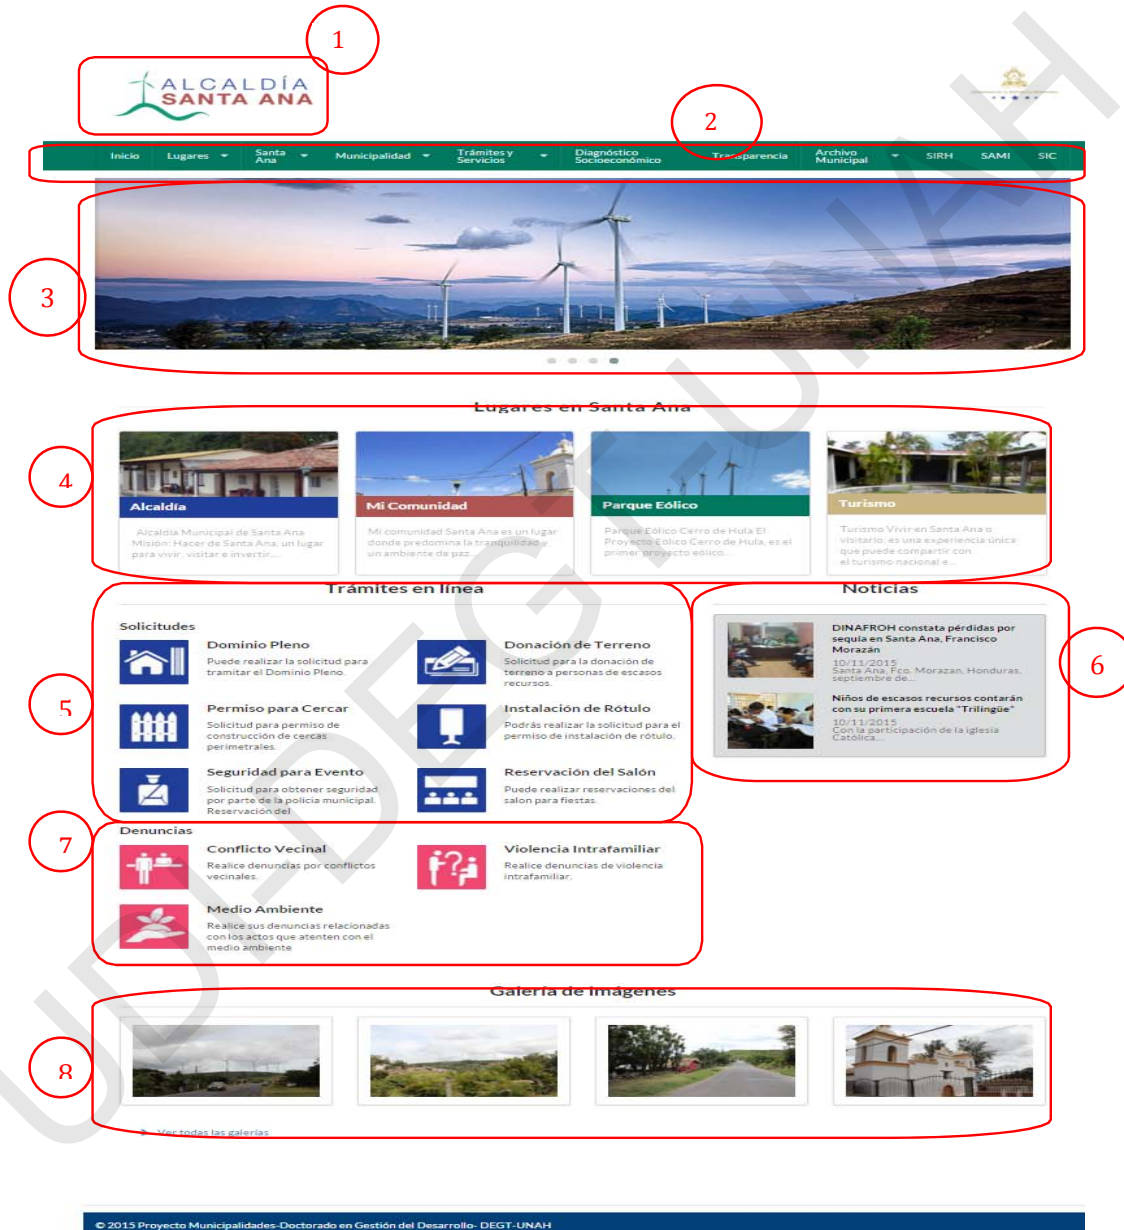 1
ALCALDÍA
SANTA ANA
2
Inicio
Lugares
Santa
Ana
Municipalidad
Trámites y
Servicios
Diagnóstico
Socioeconómico
Transparencia
Archivo
Municipal
SIRH
SAMI
SIC
3
Lugares en Santa Ana
4
Alcaldía
Alcaldía Municipal de Santa Ana
Misión: Hacer de Santa Ana, un lugar
para vivir, visitar e invertir,...
Mi Comunidad
Mi comunidad Santa Ana es un lugar
donde predomina la tranquilidad y
un ambiente de paz...
Parque Eólico
Parque Eólico Cerro de Hula El
Proyecto Eólico Cerro de Hula, es el
primer proyecto eólico...
Turismo
Turismo Vivir en Santa Ana o
visitarlo, es una experiencia única
que puede compartir con
el turismo nacional e...
Trámites en línea
Solicitudes
5
Dominio Pleno
Puede realizar la solicitud para
tramitar el Dominio Pleno.
Donación de Terreno
Solicitud para la donación de
terreno a personas de escasos
recursos.
Permiso para Cercar
Solicitud para permiso de
construcción de cercas
perimetrales.
Instalación de Rótulo
Podrás realizar la solicitud para el
permiso de instalación de rótulo.
Seguridad para Evento
Solicitud para obtener seguridad
por parte de la policia municipal.
Reservación del
Reservación del Salón
Puede realizar reservaciones del
salon para fiestas.
Noticias
6
DINAFROH constata pérdidas por
sequía en Santa Ana, Francisco
Morazán
10/11/2015
Santa Ana, Fco. Morazan, Honduras,
septiembre de...
Niños de escasos recursos contarán
con su primera escuela "Trilingüe"
10/11/2015
Con la participación de la iglesia
Católica...
7
Denuncias
Conflicto Vecinal
Realice denuncias por conflictos
vecinales.
Violencia Intrafamiliar
Realice denuncias de violencia
intrafamiliar.
Medio Ambiente
Realice sus denuncias relacionadas
con los actos que atenten con el
medio ambiente
Galería de Imágenes
8
Ver todas las galerías
© 2015 Proyecto Municipalidades-Doctorado en Gestión del Desarrollo- DEGT-UNAH
UDI-DEGT-UNAH